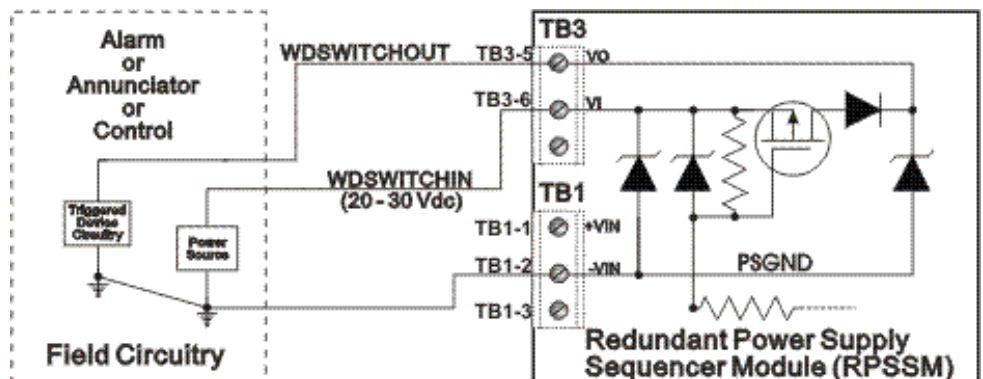 Alarm
or
Annunciator
or
Control
Triggered
Device
Circuitry
Power
Source
Field Circuitry
WDSWITCHOUT
WDSWITCHIN
(20 - 30 Vdc)
TB3
TB3-5
VO
TB3-6
VI
TB1
TB1-1
+VIN
TB1-2
-VIN
TB1-3
PSGND
Redundant Power Supply
Sequencer Module (RPSSM)